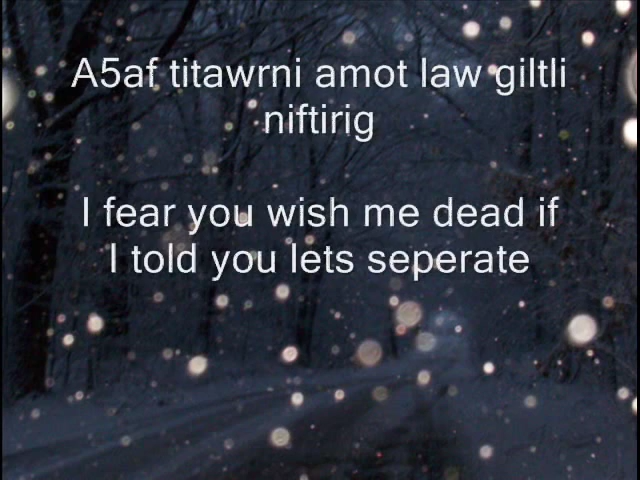 A5af titawrni amot law giltli
niftirig
I fear you wish me dead if
I told you lets seperate